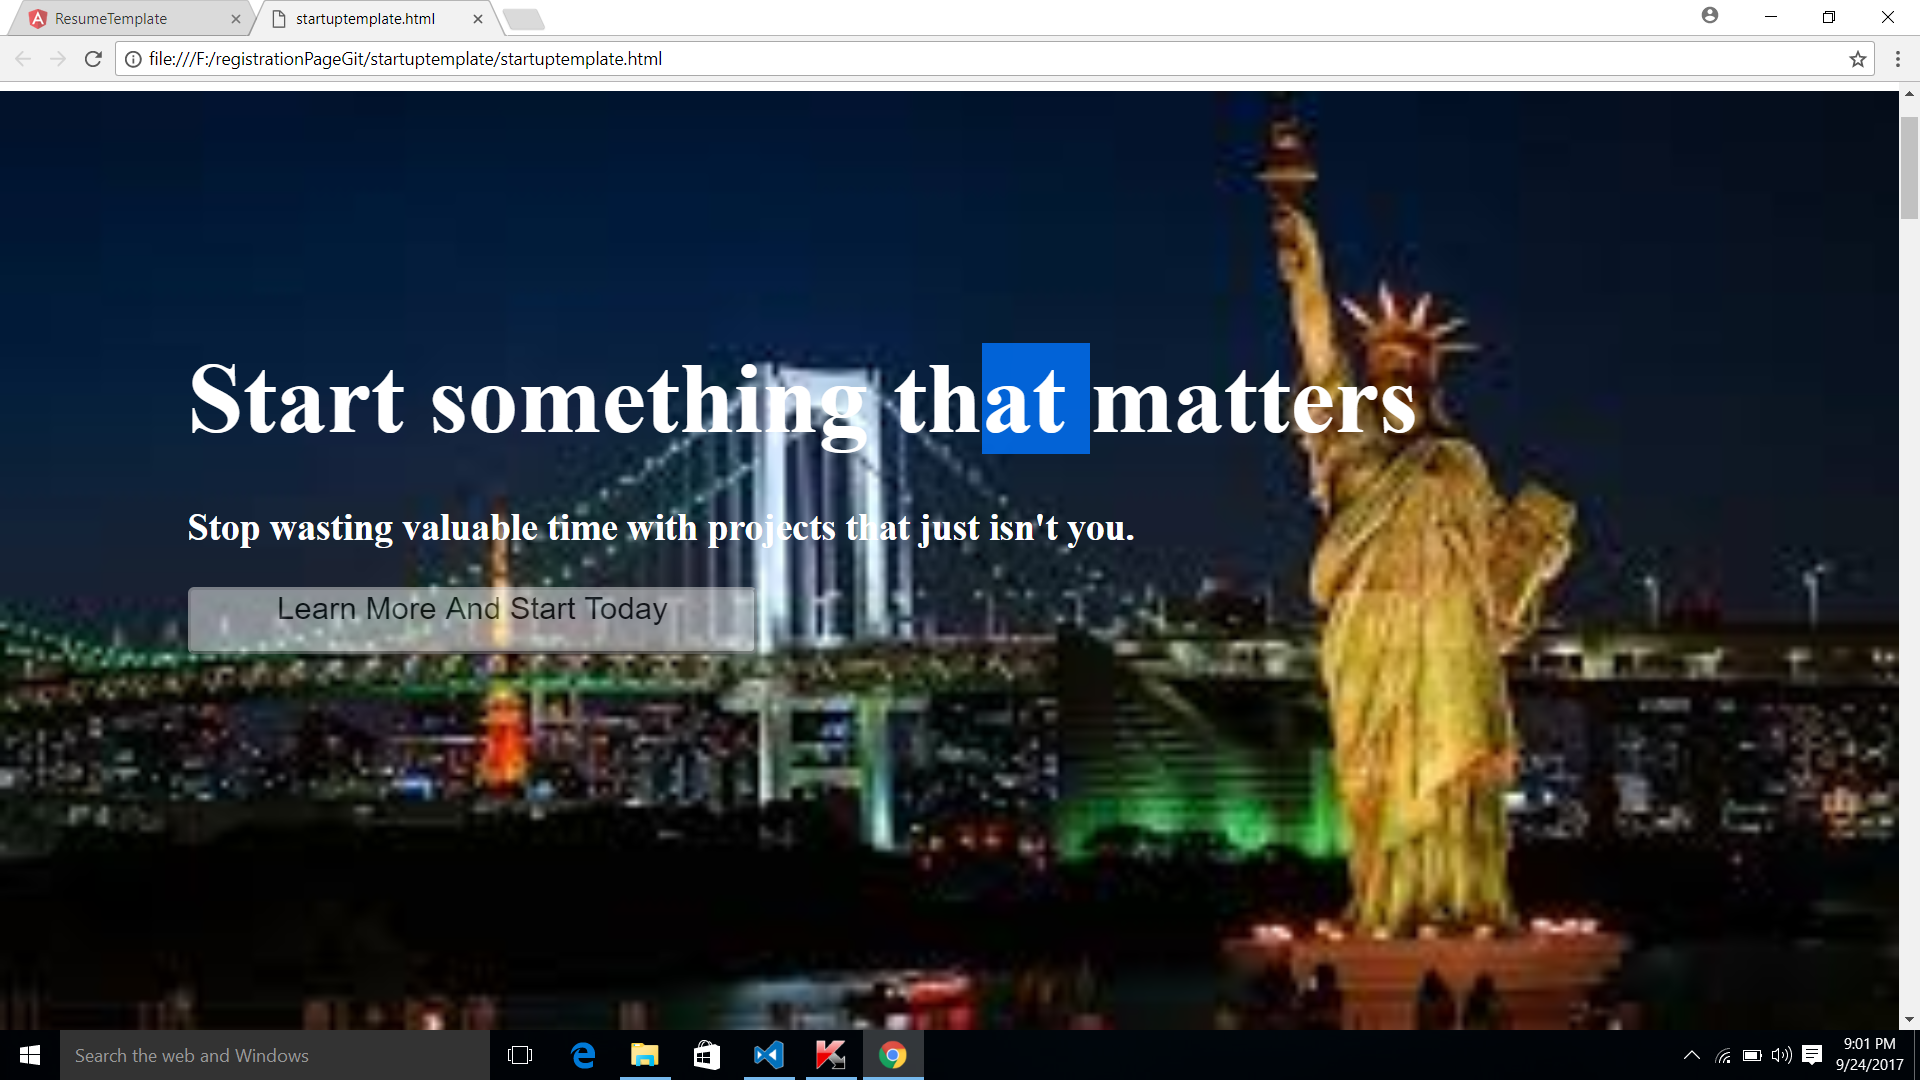 ResumeTemplate
startuptemplate.html
file:///F:/registrationPageGit/startuptemplate/startuptemplate.html
Start something that matters
Stop wasting valuable time with projects that just isn't you.
Learn More And Start Today
Search the web and Windows
9:01 PM
9/24/2017